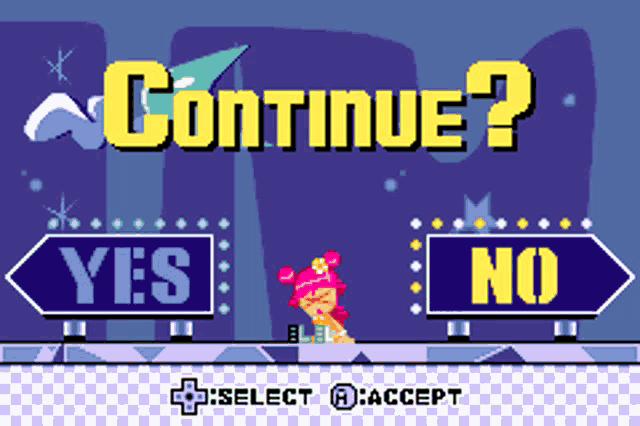 CONTINUE?
YES
NO
:SELECT A:ACCEPT